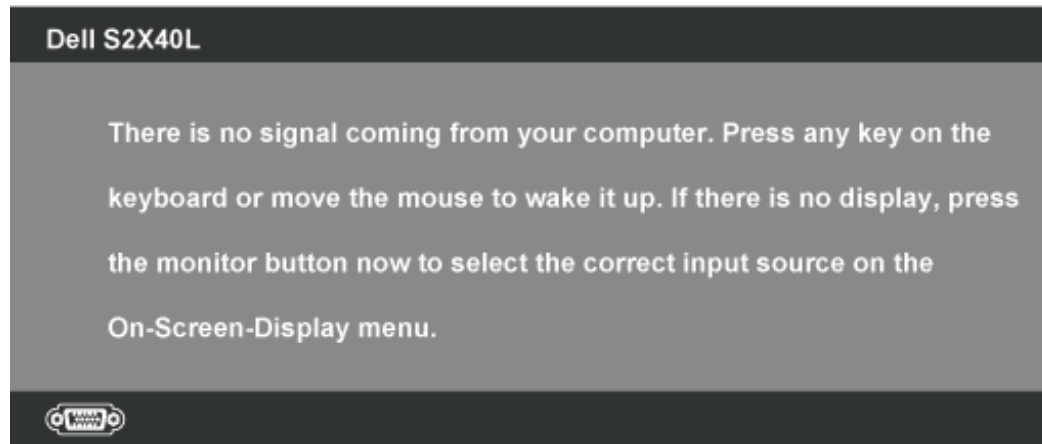 Dell S2X40L
There is no signal coming from your computer. Press any key on the
keyboard or move the mouse to wake it up. If there is no display, press
the monitor button now to select the correct input source on the
On-Screen-Display menu.